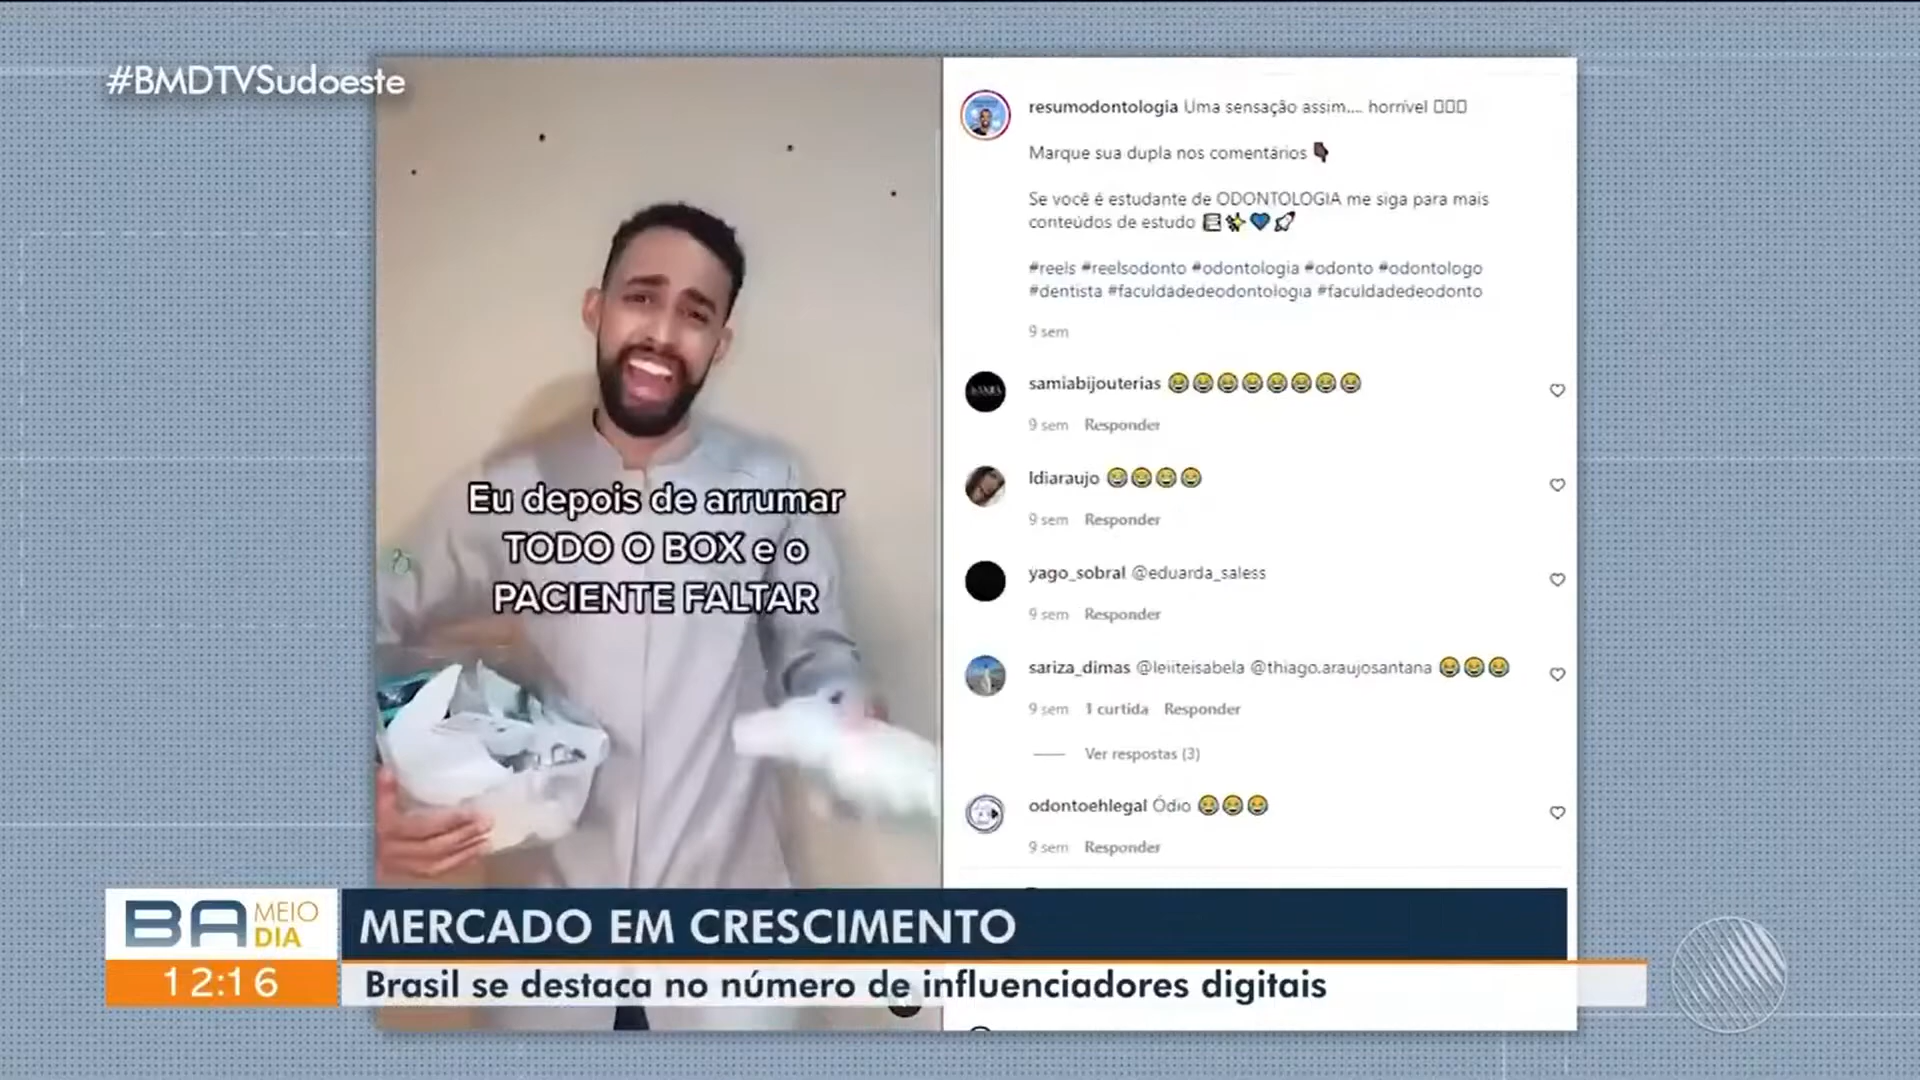 #BMDTVSudoeste
Eu depois de arrumar
TODO O BOX e o
PACIENTE FALTAR
resumodontologia Uma sensação assim.... horrível
Marque sua dupla nos comentários
Se você é estudante de ODONTOLOGIA me siga para mais
conteúdos de estudo
#reels #reelsodonto #odontologia #odonto #odontologo
#dentista #faculdadedeodontologia #faculdadedeodonto
9 sem
samiabijouterias 😂😂😂😂😂😂😂😂
9 sem Responder
ldiaraujo 😂😂😂😂
9 sem Responder
yago_sobral @eduarda_saless
9 sem Responder
sariza_dimas @leiiteisabela @thiago.araujosantana 😂😂😂
9 sem 1 curtida Responder
Ver respostas (3)
odontoehlegal Ódio 😂😂😂
9 sem Responder
BA MEIO DIA
12:16
MERCADO EM CRESCIMENTO
Brasil se destaca no número de influenciadores digitais